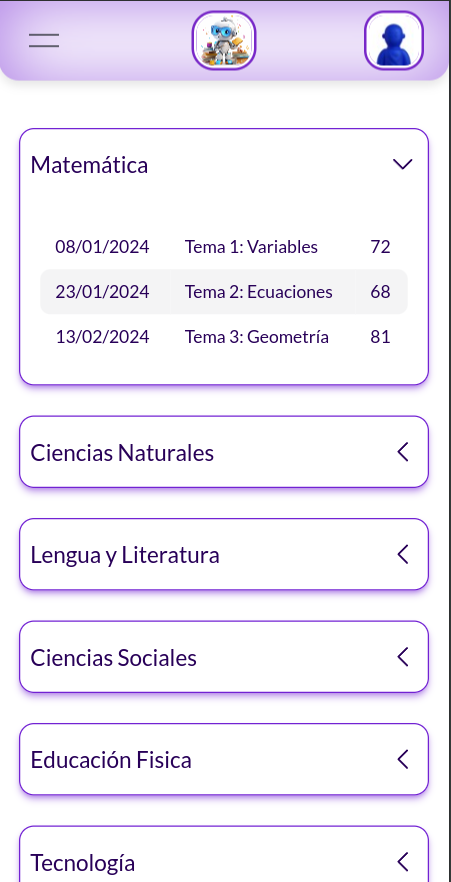 Matemática
08/01/2024 Tema 1: Variables 72
23/01/2024 Tema 2: Ecuaciones 68
13/02/2024 Tema 3: Geometría 81
Ciencias Naturales
Lengua y Literatura
Ciencias Sociales
Educación Fisica
Tecnología